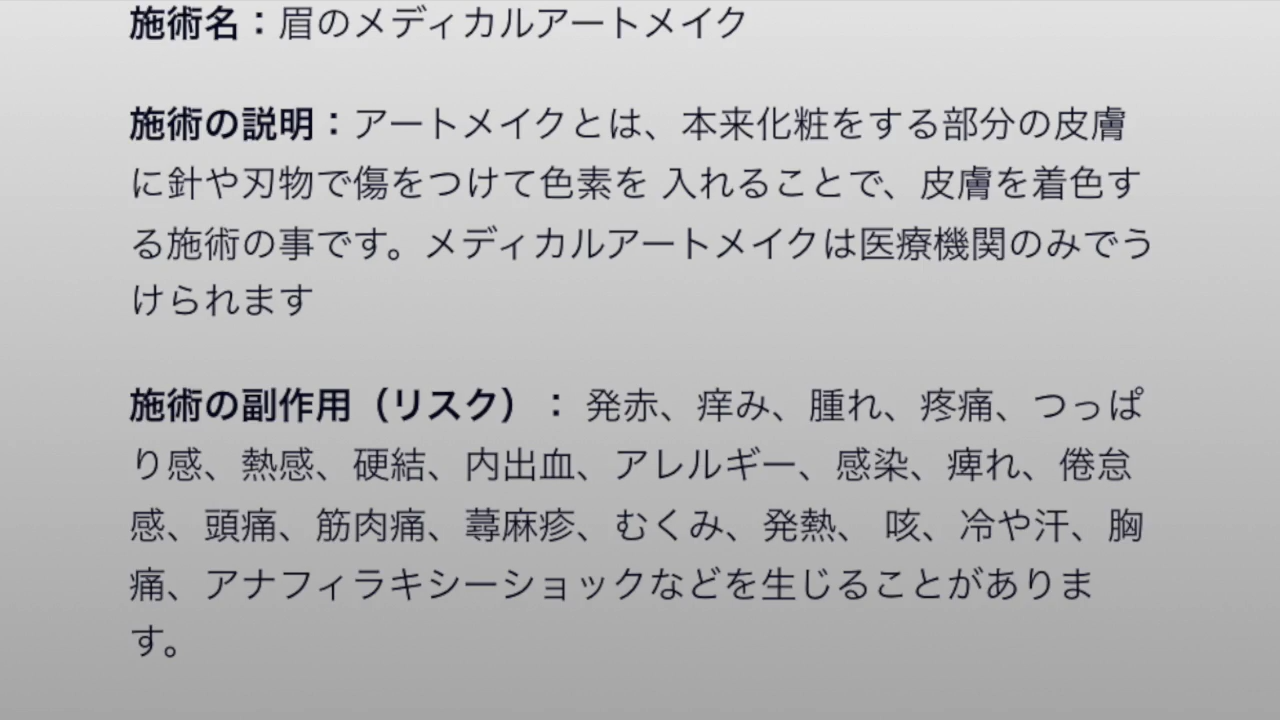 施術名：眉のメディカルアートメイク
施術の説明：アートメイクとは、本来化粧をする部分の皮膚
に針や刃物で傷をつけて色素を 入れることで、皮膚を着色す
る施術の事です。メディカルアートメイクは医療機関のみでう
けられます
施術の副作用（リスク）： 発赤、痒み、腫れ、疼痛、つっぱ
り感、熱感、硬結、内出血、アレルギー、感染、痺れ、倦怠
感、頭痛、筋肉痛、蕁麻疹、むくみ、発熱、 咳、冷や汗、胸
痛、アナフィラキシーショックなどを生じることがありま
す。